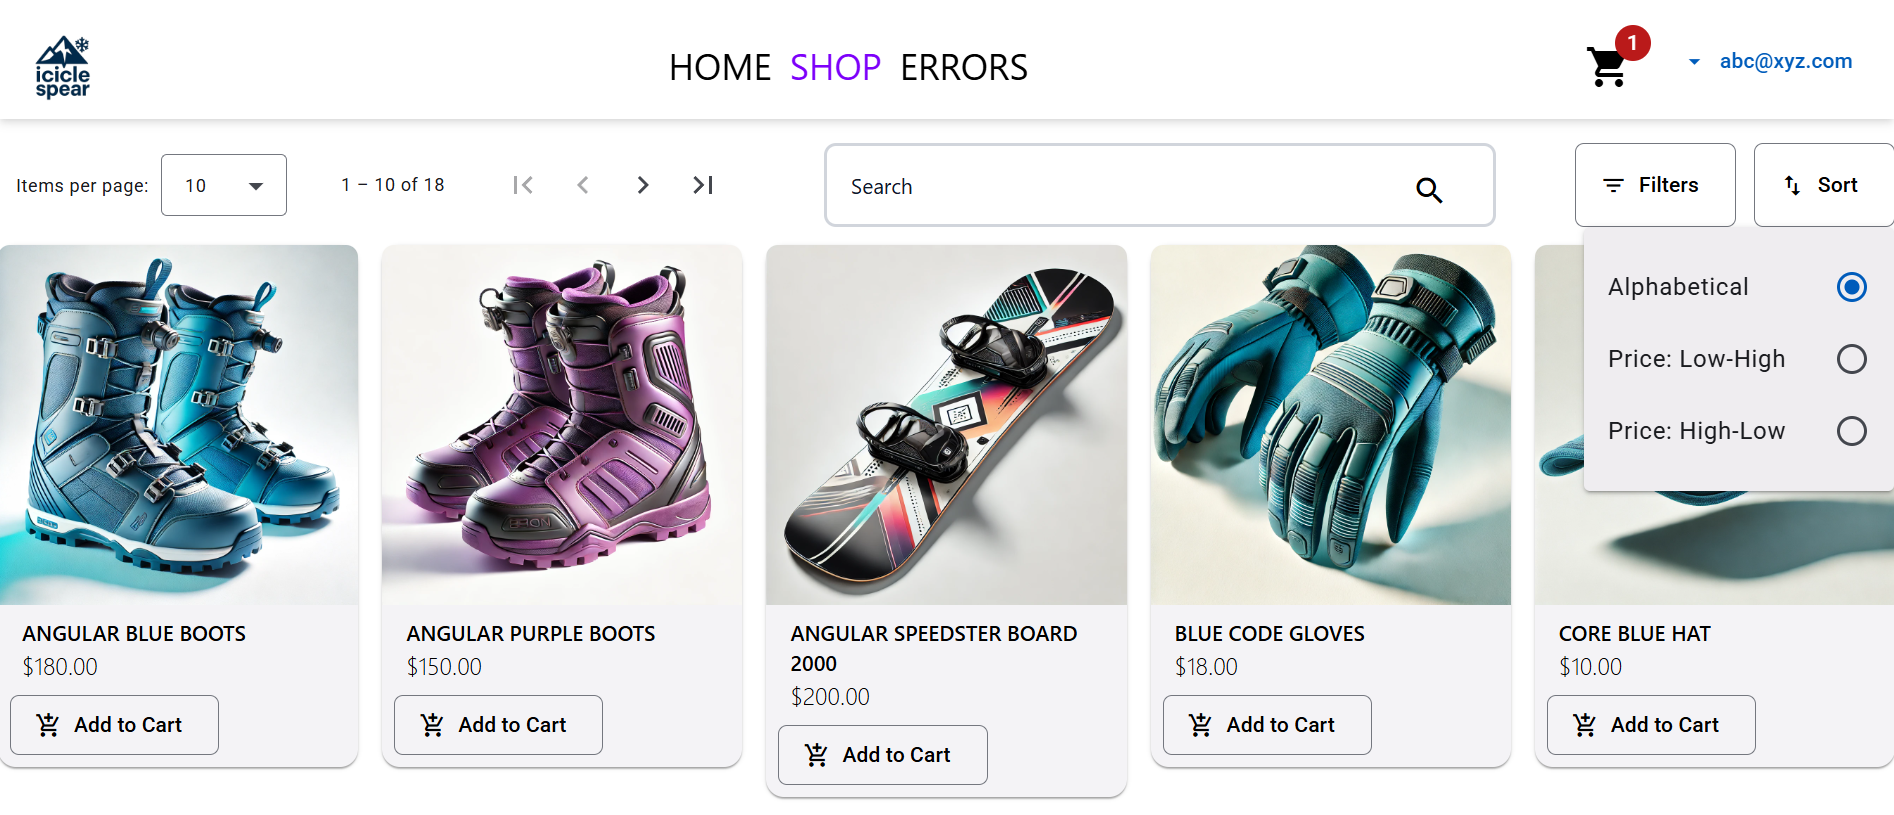 icicle
spear
HOME SHOP ERRORS
1
abc@xyz.com
Items per page: 10
1 – 10 of 18
Search
Filters
Sort
Alphabetical
Price: Low-High
Price: High-Low
ANGULAR BLUE BOOTS
$180.00
Add to Cart
ANGULAR PURPLE BOOTS
$150.00
Add to Cart
ANGULAR SPEEDSTER BOARD
2000
$200.00
Add to Cart
BLUE CODE GLOVES
$18.00
Add to Cart
CORE BLUE HAT
$10.00
Add to Cart